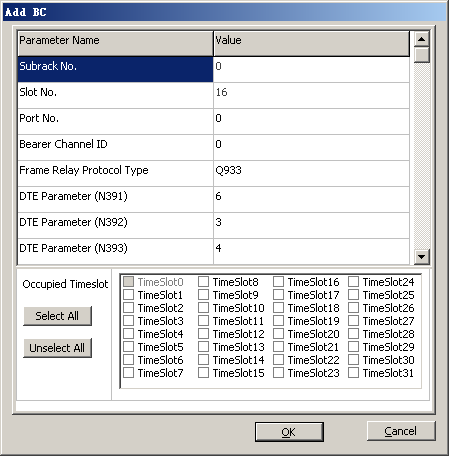 Add BC
Parameter Name Value
Subrack No. 0
Slot No. 16
Port No. 0
Bearer Channel ID 0
Frame Relay Protocol Type Q933
DTE Parameter (N391) 6
DTE Parameter (N392) 3
DTE Parameter (N393) 4
Occupied Timeslot
Select All
Unselect All
TimeSlot0 TimeSlot8 TimeSlot16 TimeSlot24
TimeSlot1 TimeSlot9 TimeSlot17 TimeSlot25
TimeSlot2 TimeSlot10 TimeSlot18 TimeSlot26
TimeSlot3 TimeSlot11 TimeSlot19 TimeSlot27
TimeSlot4 TimeSlot12 TimeSlot20 TimeSlot28
TimeSlot5 TimeSlot13 TimeSlot21 TimeSlot29
TimeSlot6 TimeSlot14 TimeSlot22 TimeSlot30
TimeSlot7 TimeSlot15 TimeSlot23 TimeSlot31
OK Cancel